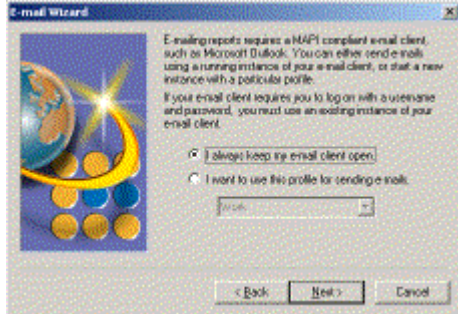 E-mail Wizard
E-mailing reports requires a MAPI compliant e-mail client,
such as Microsoft Outlook. You can either send e-mails
using a running instance of your e-mail client, or start a new
instance with a particular profile.
If your e-mail client requires you to log on with a username
and password, you must use an existing instance of your
e-mail client.
I always keep my e-mail client open.
I want to use this profile for sending e-mails.
< Back
Next >
Cancel